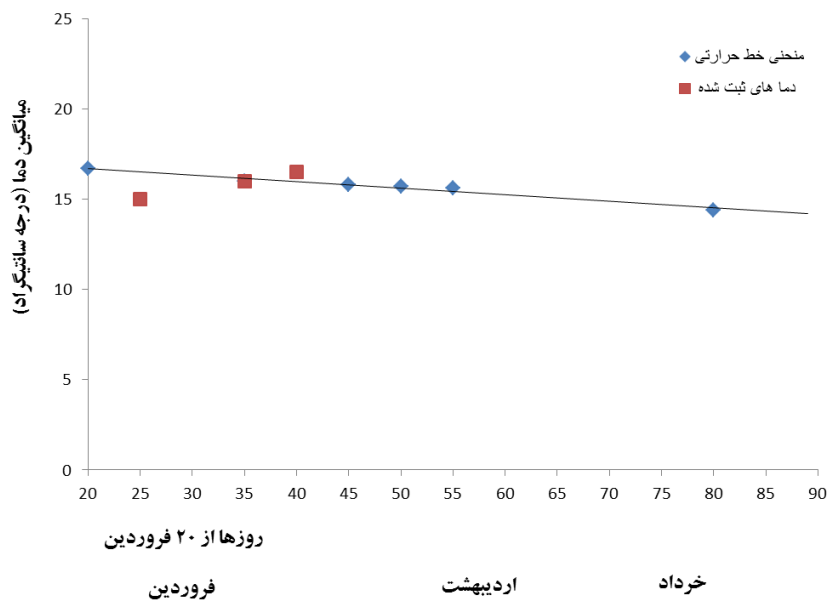 منحنی خط حرارتی
دما های ثبت شده
میانگین دما (درجه سانتیگراد)
25
20
15
10
5
0
20 25 30 35 40 45 50 55 60 65 70 75 80 85 90
روزها از ۲۰ فروردین
فروردین اردیبهشت خرداد